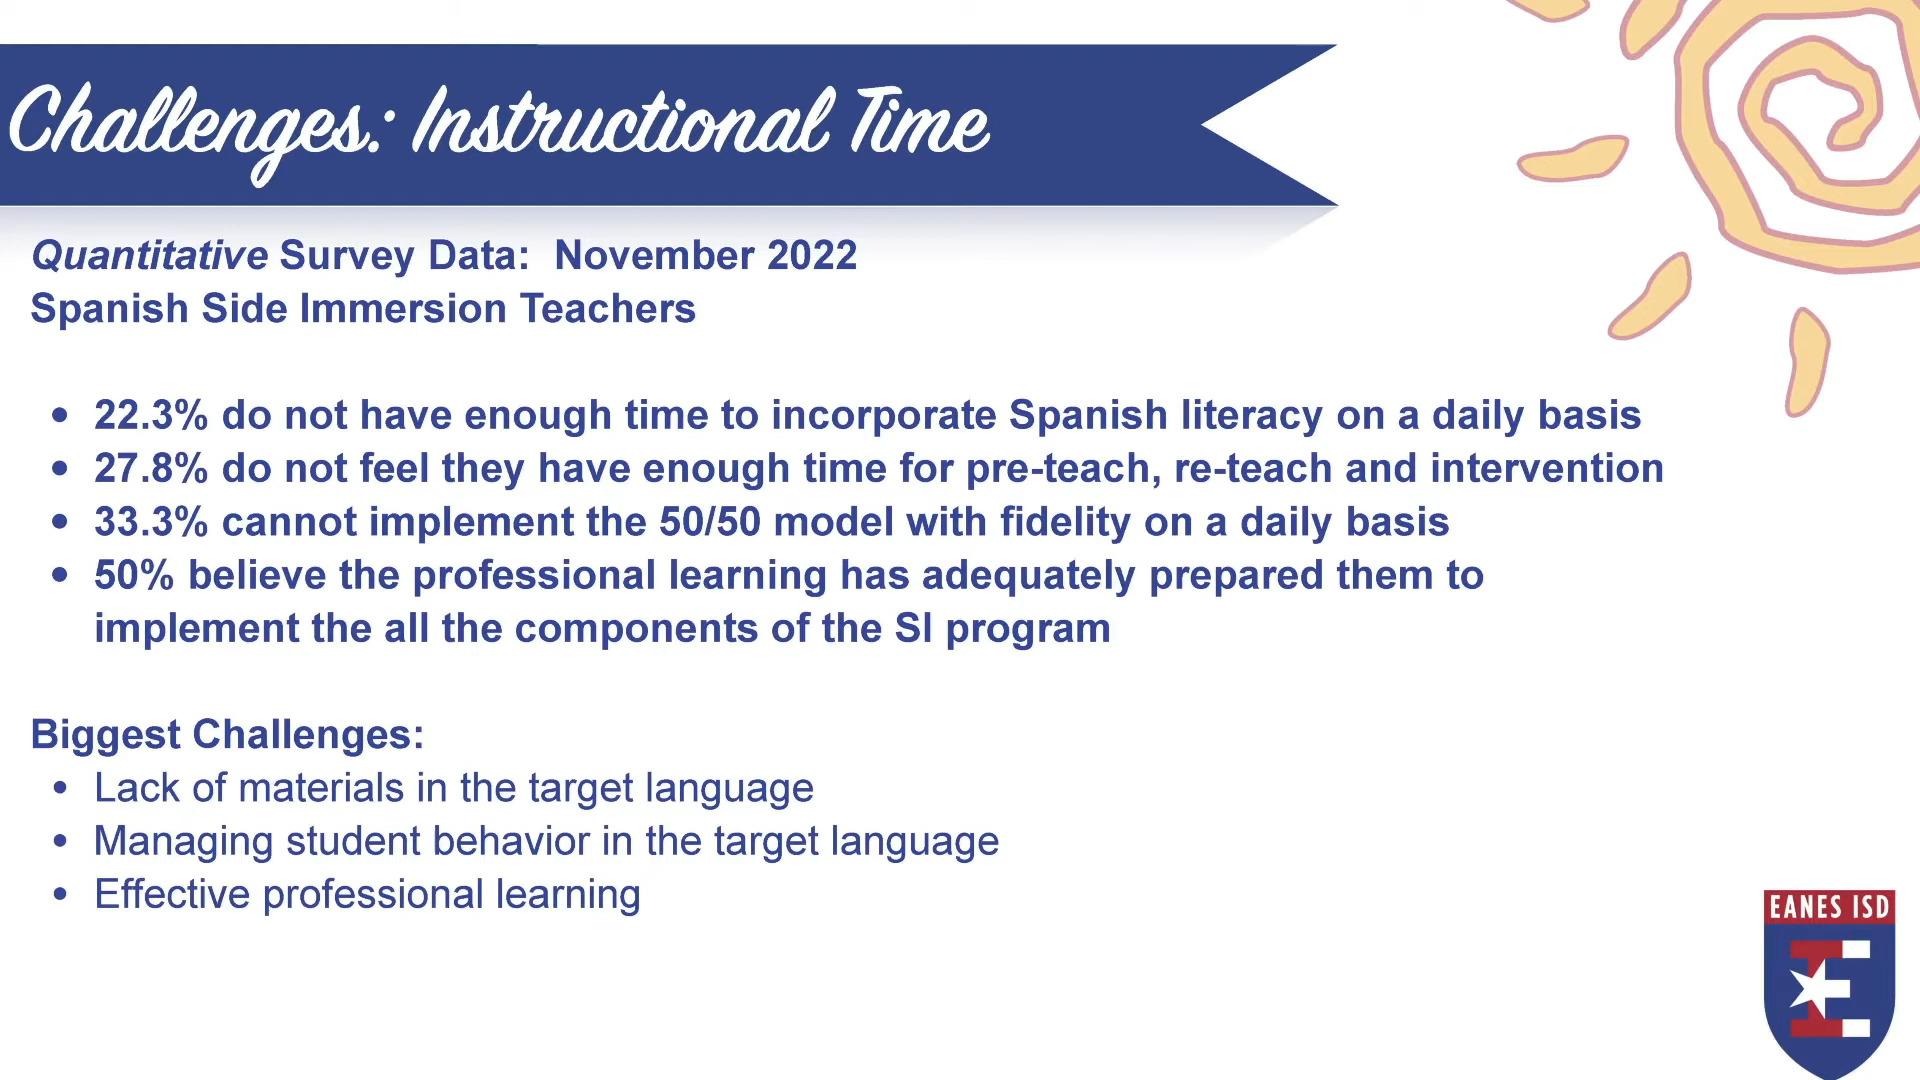 Challenges: Instructional Time
Quantitative Survey Data:  November 2022
Spanish Side Immersion Teachers
• 22.3% do not have enough time to incorporate Spanish literacy on a daily basis
• 27.8% do not feel they have enough time for pre-teach, re-teach and intervention
• 33.3% cannot implement the 50/50 model with fidelity on a daily basis
• 50% believe the professional learning has adequately prepared them to
implement the all the components of the SI program
Biggest Challenges:
• Lack of materials in the target language
• Managing student behavior in the target language
• Effective professional learning
EANES ISD
E